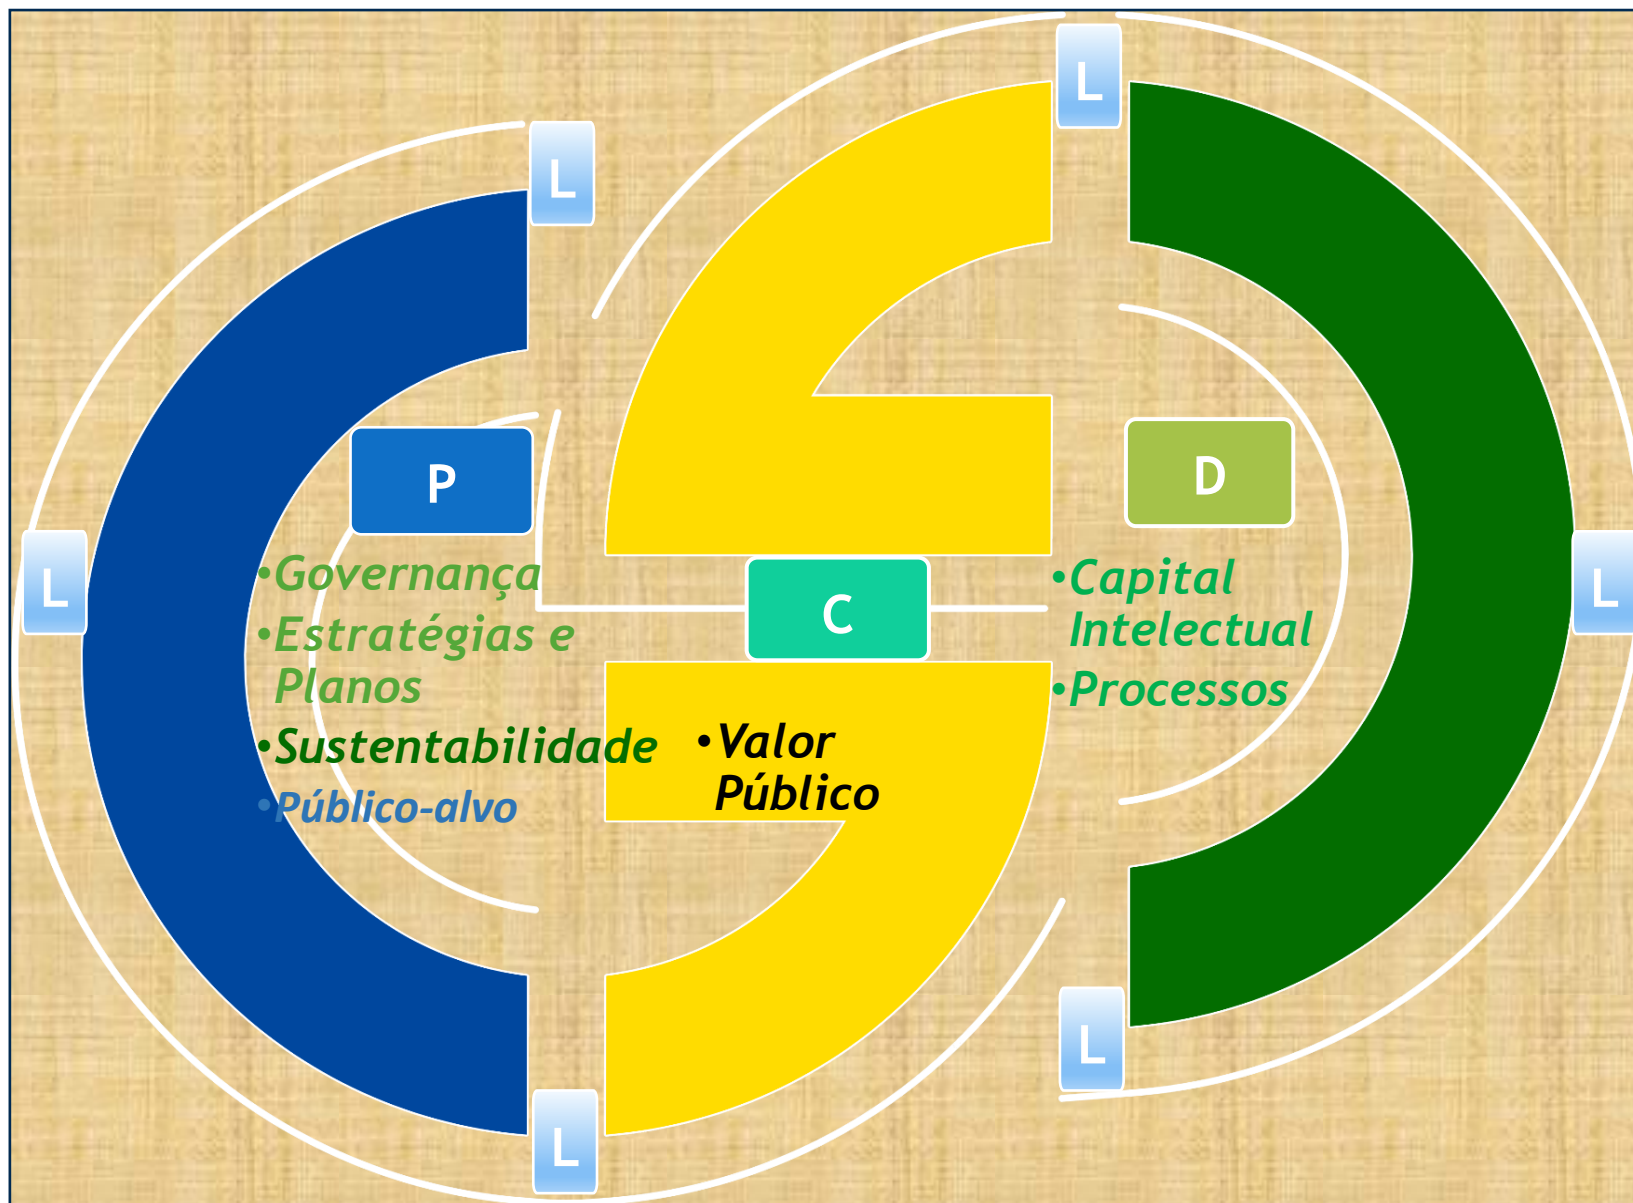 L
L
L
P
•Governança
•Estratégias e
Planos
•Sustentabilidade
•Público-alvo
L
C
•Valor
Público
D
•Capital
Intelectual
•Processos
L
L